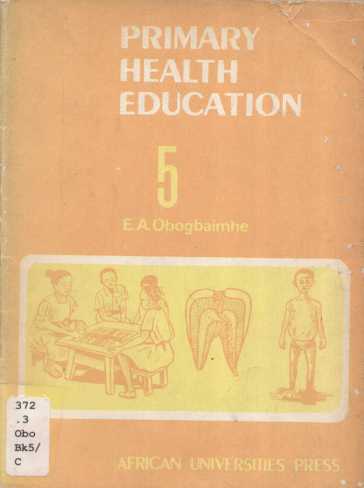 PRIMARY
HEALTH
EDUCATION
5
E.A.Obogbaimhe
372
.3
Obo
Bk5/
C
AFRICAN UNIVERSITIES PRESS